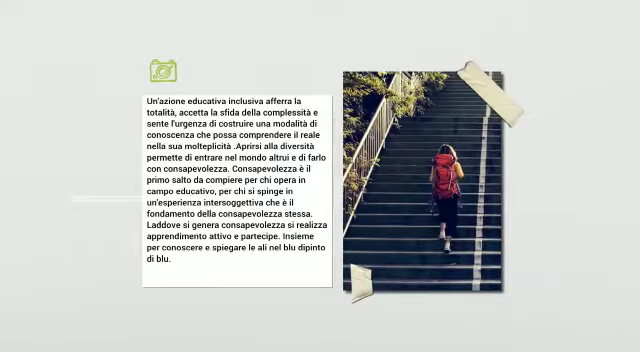 Un'azione educativa inclusiva afferra la
totalità, accetta la sfida della complessità e
sente l'urgenza di costruire una modalità di
conoscenza che possa comprendere il reale
nella sua molteplicità .Aprirsi alla diversità
permette di entrare nel mondo altrui e di farlo
con consapevolezza. Consapevolezza è il
primo salto da compiere per chi opera in
campo educativo, per chi si spinge in
un'esperienza intersoggettiva che è il
fondamento della consapevolezza stessa.
Laddove si genera consapevolezza si realizza
apprendimento attivo e partecipe. Insieme
per conoscere e spiegare le ali nel blu dipinto
di blu.